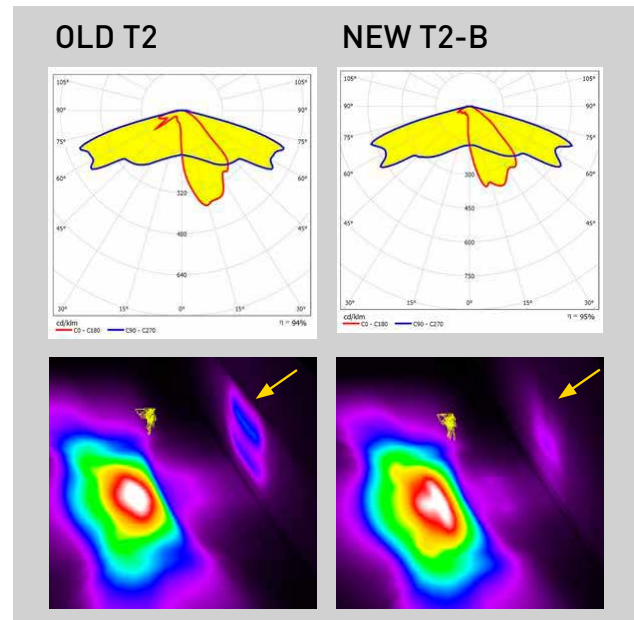 OLD T2
NEW T2-B
105° 105°
90° 90°
75° 75°
60° 60°
45° 45°
30° 15° 0° 15° 30°
320
480
640
cd/klm
C0 - C180 C90 - C270
η = 94%
105° 105°
90° 90°
75° 75°
60° 60°
45° 45°
30° 15° 0° 15° 30°
300
450
600
750
cd/klm
C0 - C180 C90 - C270
η = 95%